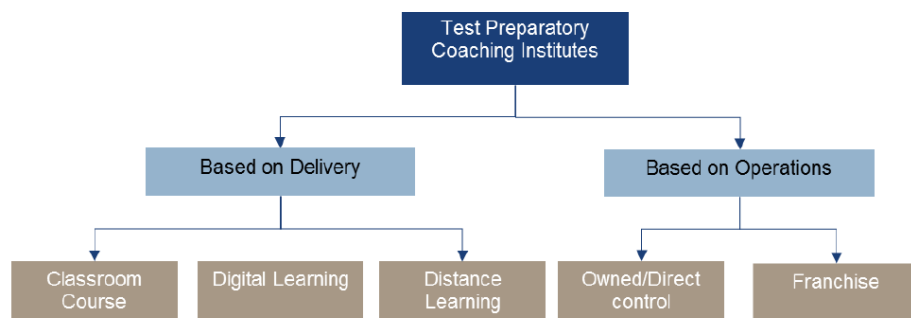 Test Preparatory
Coaching Institutes
Based on Delivery
Based on Operations
Classroom
Course
Digital Learning
Distance
Learning
Owned/Direct
control
Franchise